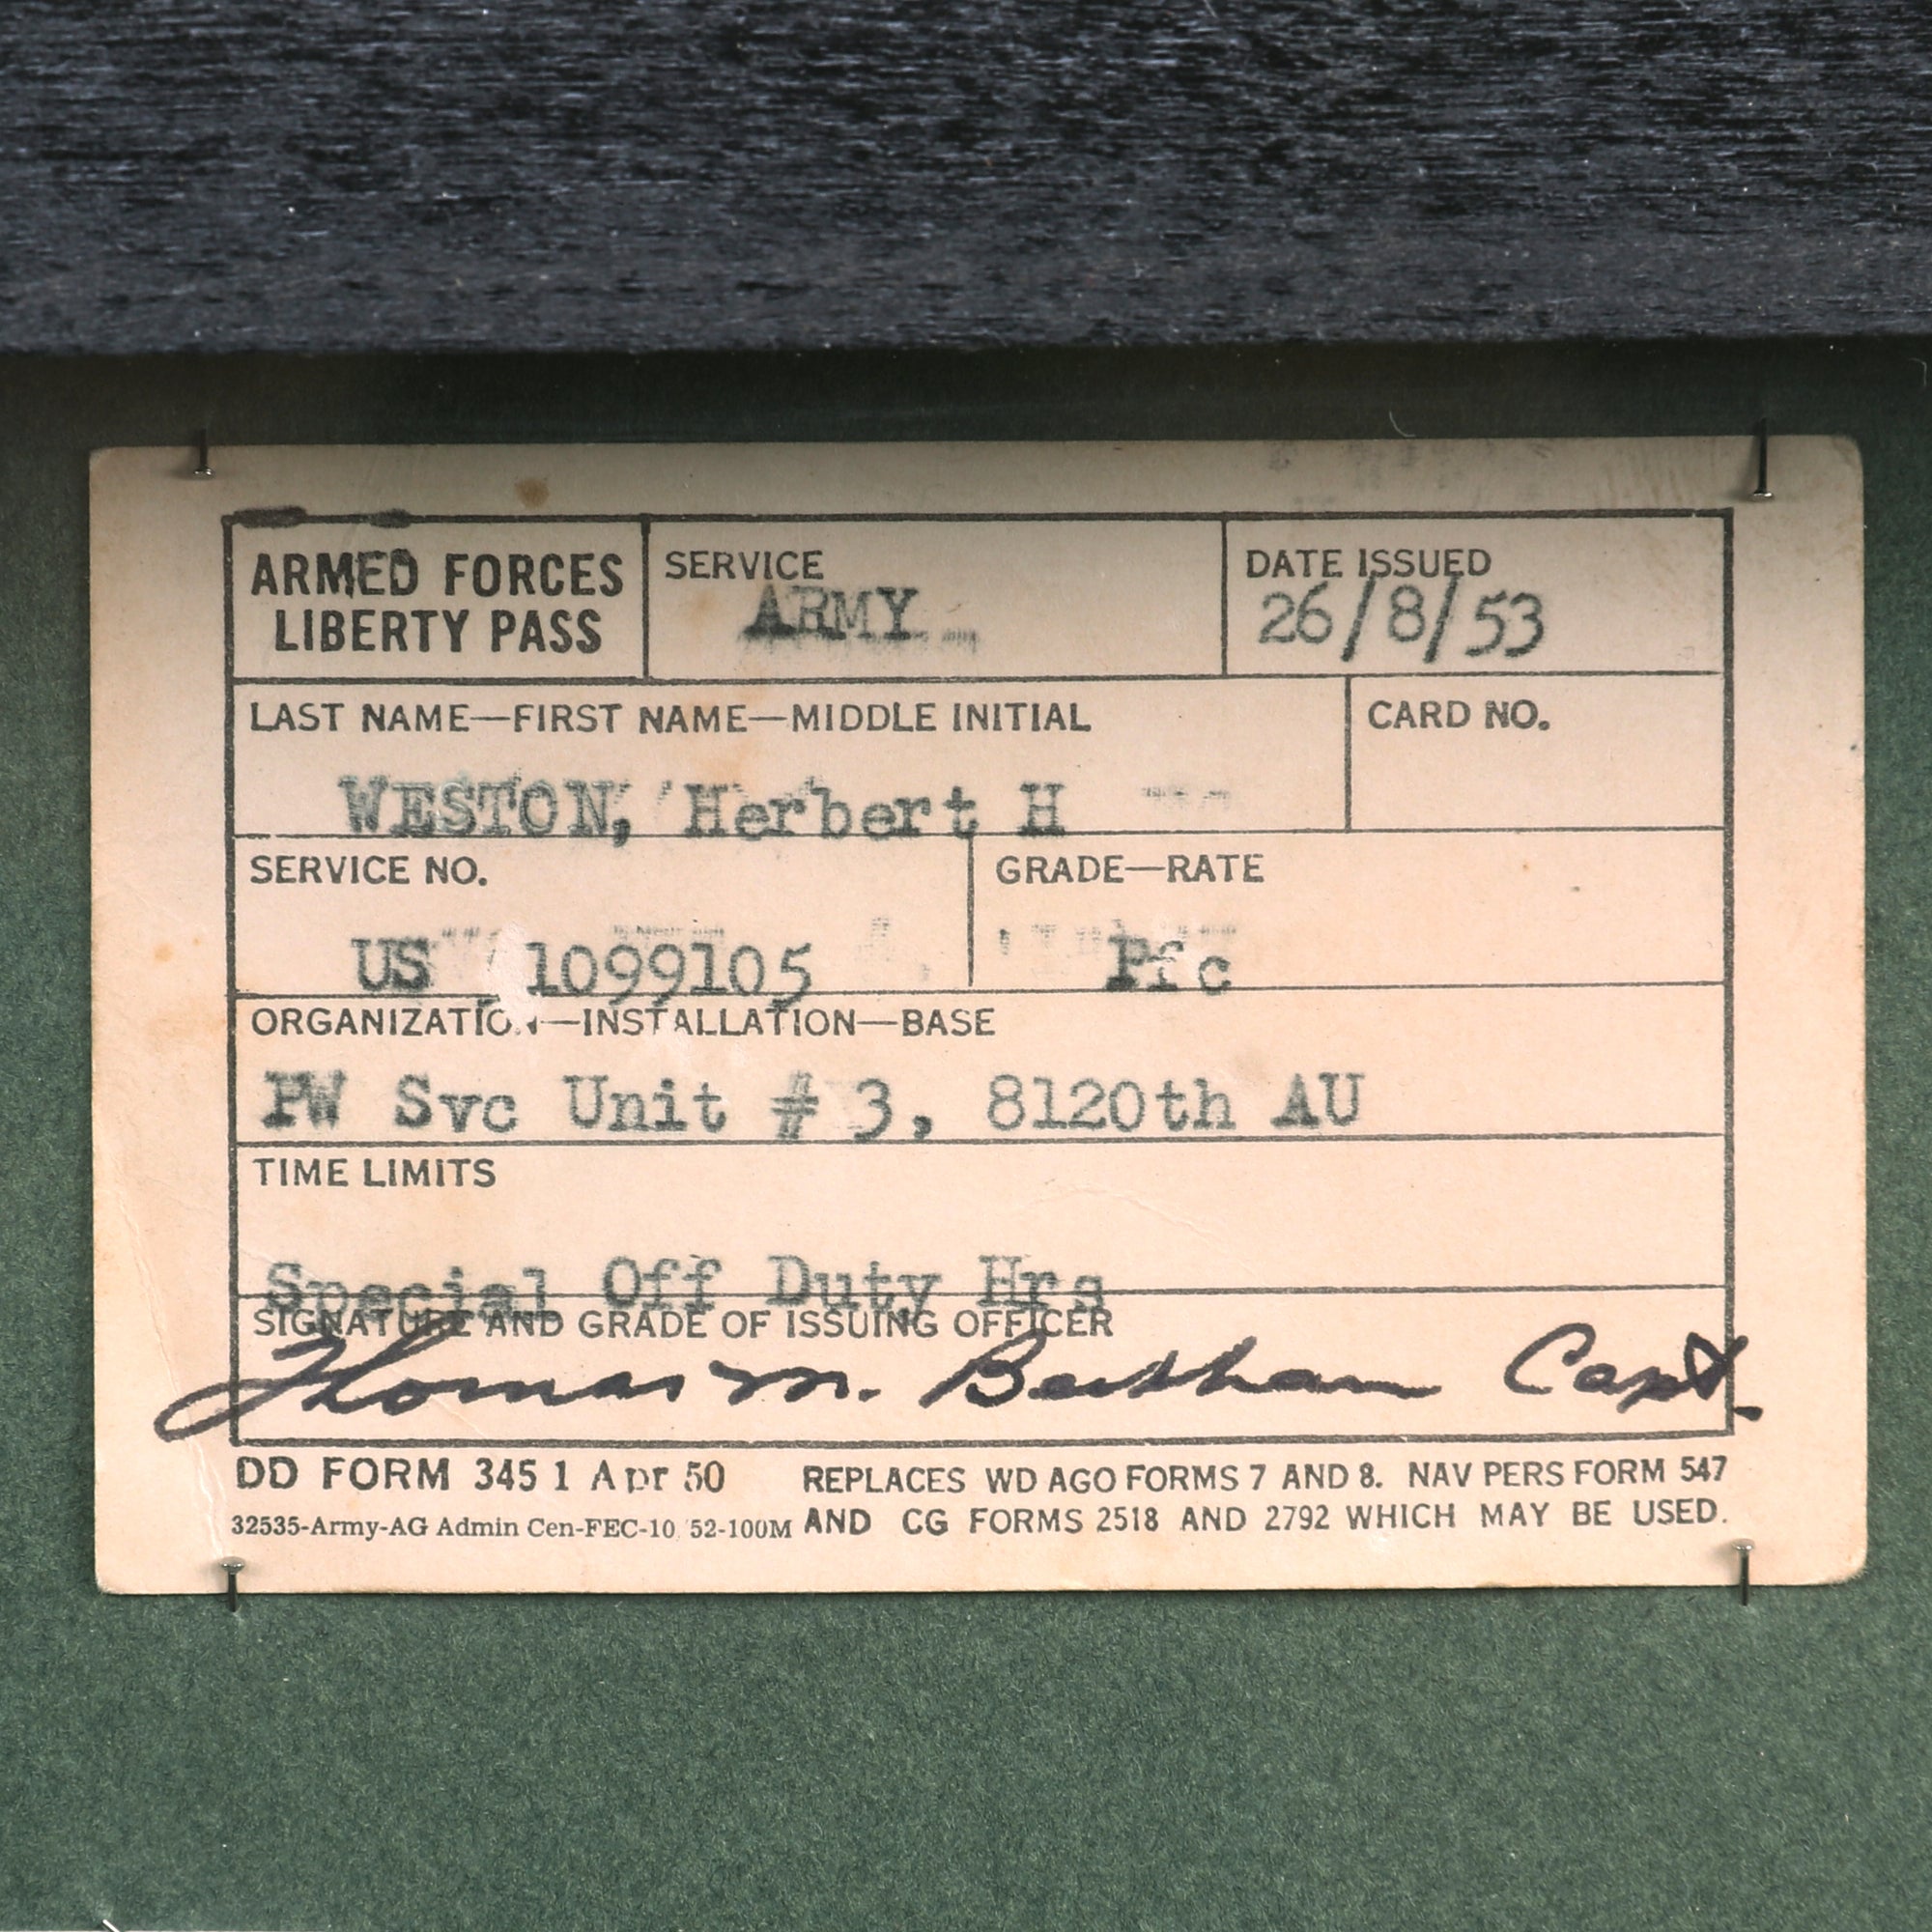 ARMED FORCES
LIBERTY PASS
SERVICE
ARMY
DATE ISSUED
26/8/53
LAST NAME—FIRST NAME—MIDDLE INITIAL
WESTON, Herbert H
CARD NO.
SERVICE NO.
US 1099105
GRADE—RATE
Pfc
ORGANIZATION—INSTALLATION—BASE
PW Svc Unit # 3, 8120th AU
TIME LIMITS
Special Off Duty Hrs
SIGNATURE AND GRADE OF ISSUING OFFICER
Thomas M. Capt.
DD FORM 345 1 Apr 50
32535-Army-AG Admin Cen-FEC-10 52-100M
REPLACES WD AGO FORMS 7 AND 8. NAV PERS FORM 547
AND CG FORMS 2518 AND 2792 WHICH MAY BE USED.